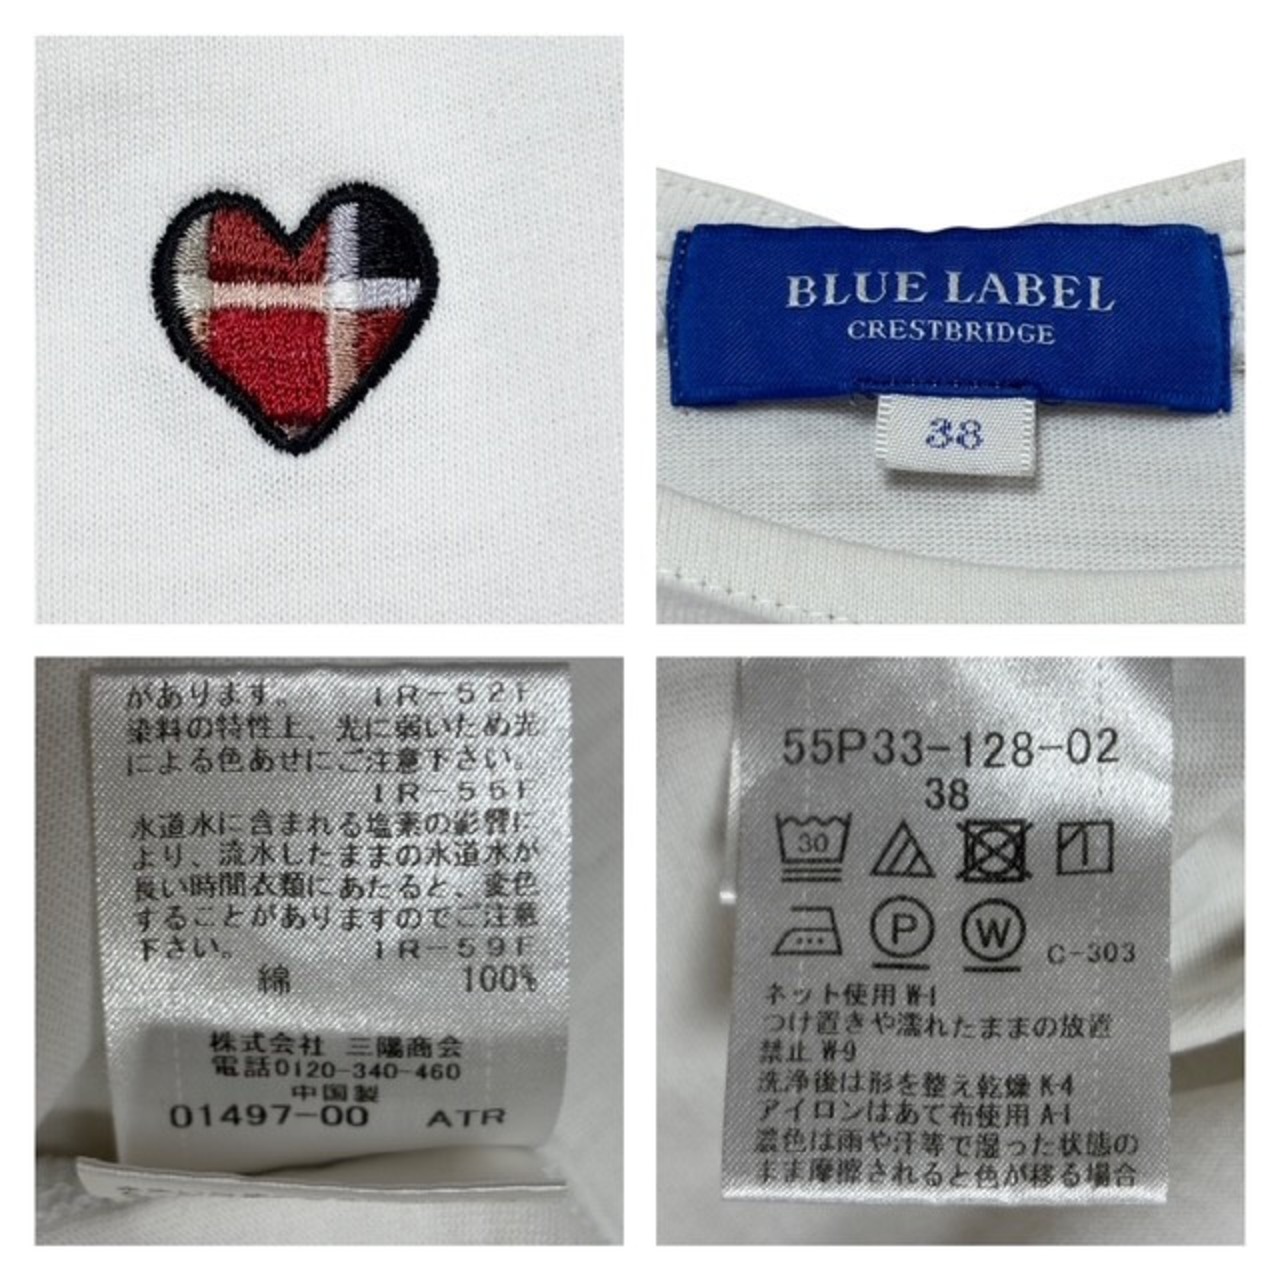 BLUE LABEL
CRESTBRIDGE
38
があります。 IR-52F
染料の特性上、光に弱いため光
による色あせにご注意下さい。
IR-55F
水道水に含まれる塩素の影響に
より、流水したままの水道水が
長い時間衣類にあたると、変色
することがありますのでご注意
下さい。 IR-59F
綿 100%
株式会社 三陽商会
電話0120-340-460
中国製
01497-00 ATR
55P33-128-02
38
30
P W C-303
ネット使用 W-1
つけ置きや濡れたままの放置
禁止 W-9
洗浄後は形を整え乾燥 K-4
アイロンはあて布使用 A-1
濃色は雨や汗等で湿った状態の
まま摩擦されると色が移る場合